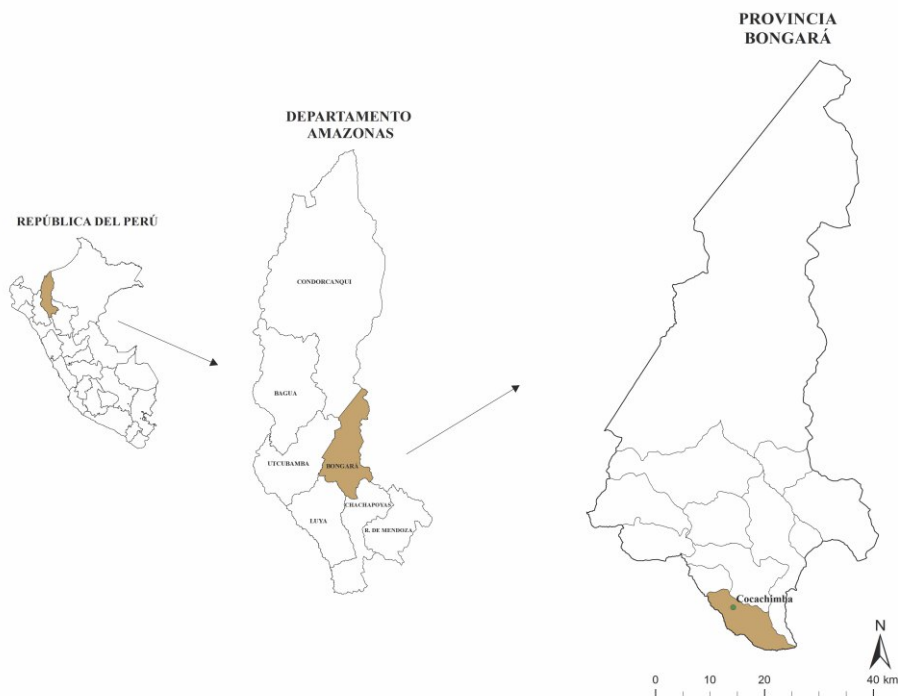 PROVINCIA
BONGARÁ
DEPARTAMENTO
AMAZONAS
REPÚBLICA DEL PERÚ
CONDORCANQUI
BAGUA
UTCUBAMBA
BONGARA
CHACHAPOYAS
LUYA
R. DE MENDOZA
Cocachimba
N
0 10 20 40 km